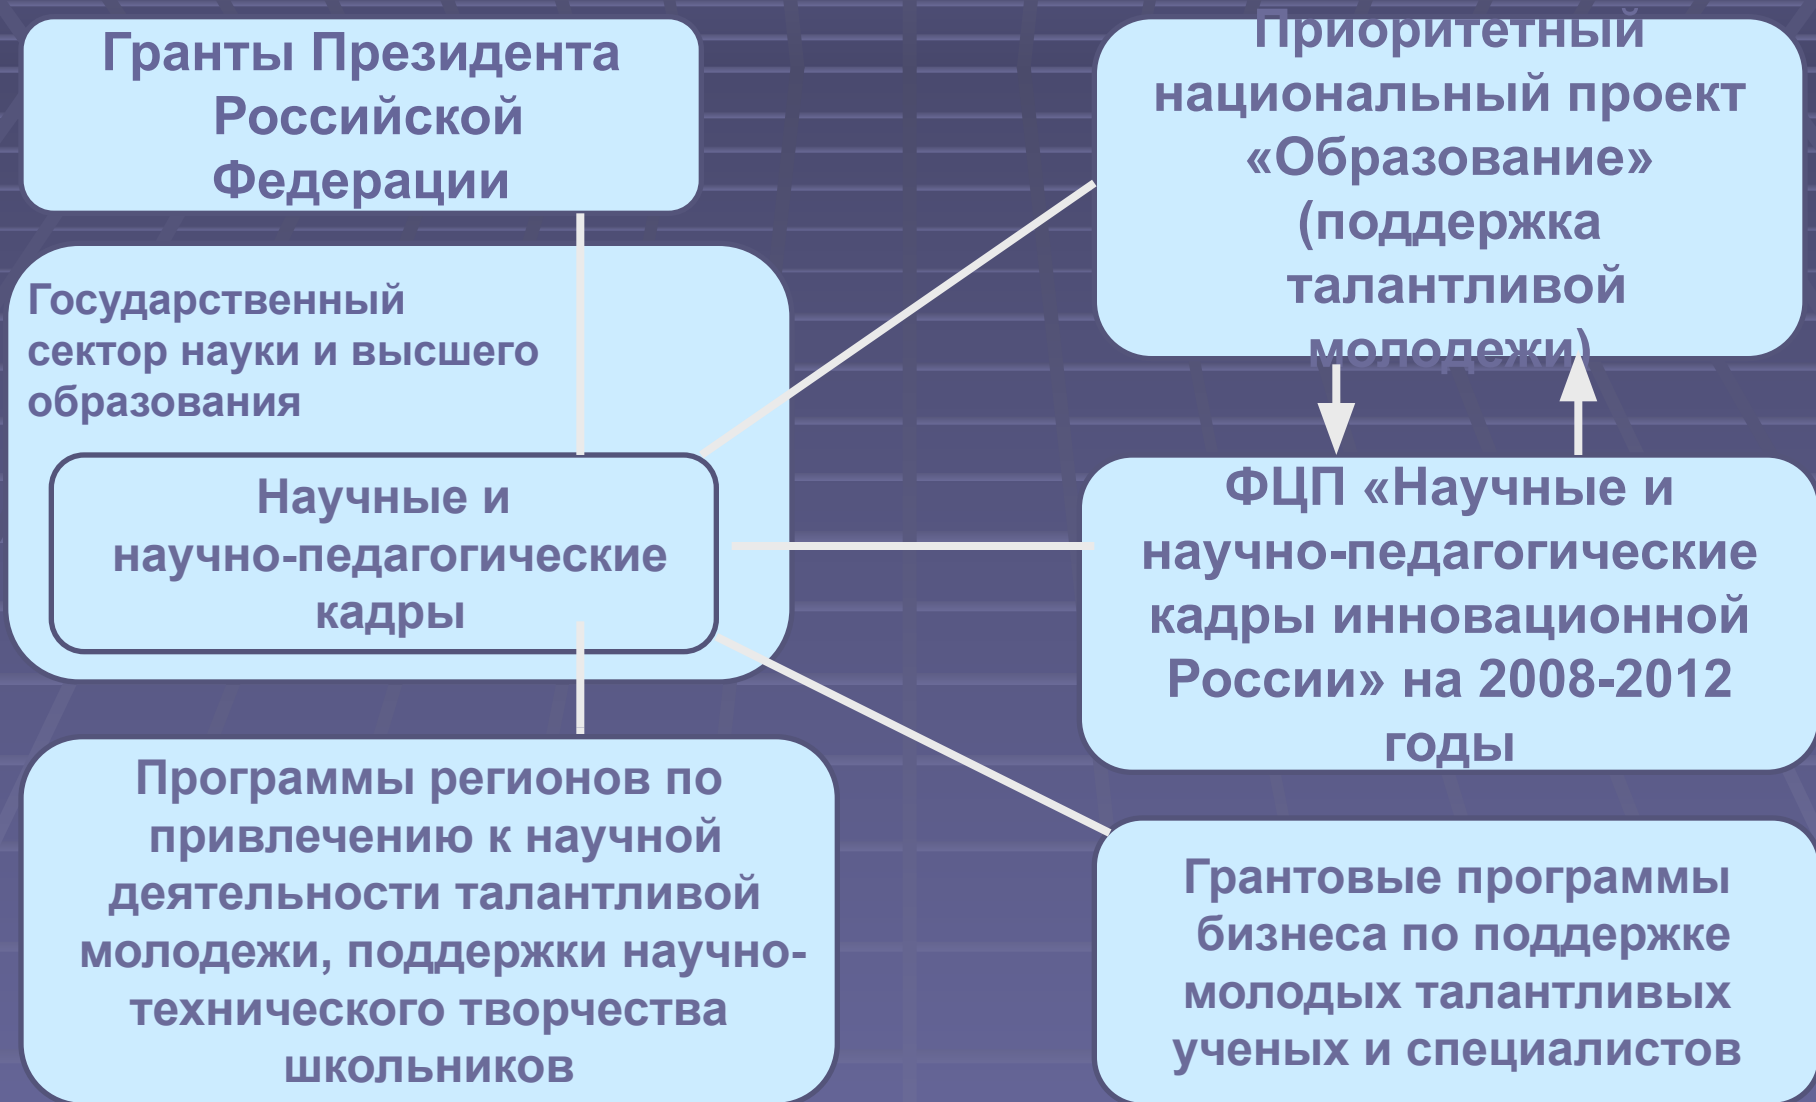 Гранты Президента
Российской
Федерации
Государственный
сектор науки и высшего
образования
Научные и
научно-педагогические
кадры
Программы регионов по
привлечению к научной
деятельности талантливой
молодежи, поддержки научно-
технического творчества
школьников
Приоритетный
национальный проект
«Образование»
(поддержка
талантливой
молодежи)
ФЦП «Научные и
научно-педагогические
кадры инновационной
России» на 2008-2012
годы
Грантовые программы
бизнеса по поддержке
молодых талантливых
ученых и специалистов